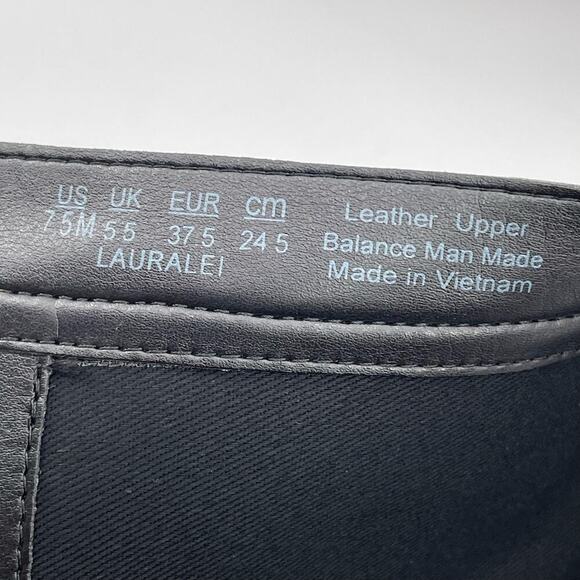 US UK EUR cm
7 5M 5 5 37 5 24 5
LAURALEI
Leather Upper
Balance Man Made
Made in Vietnam